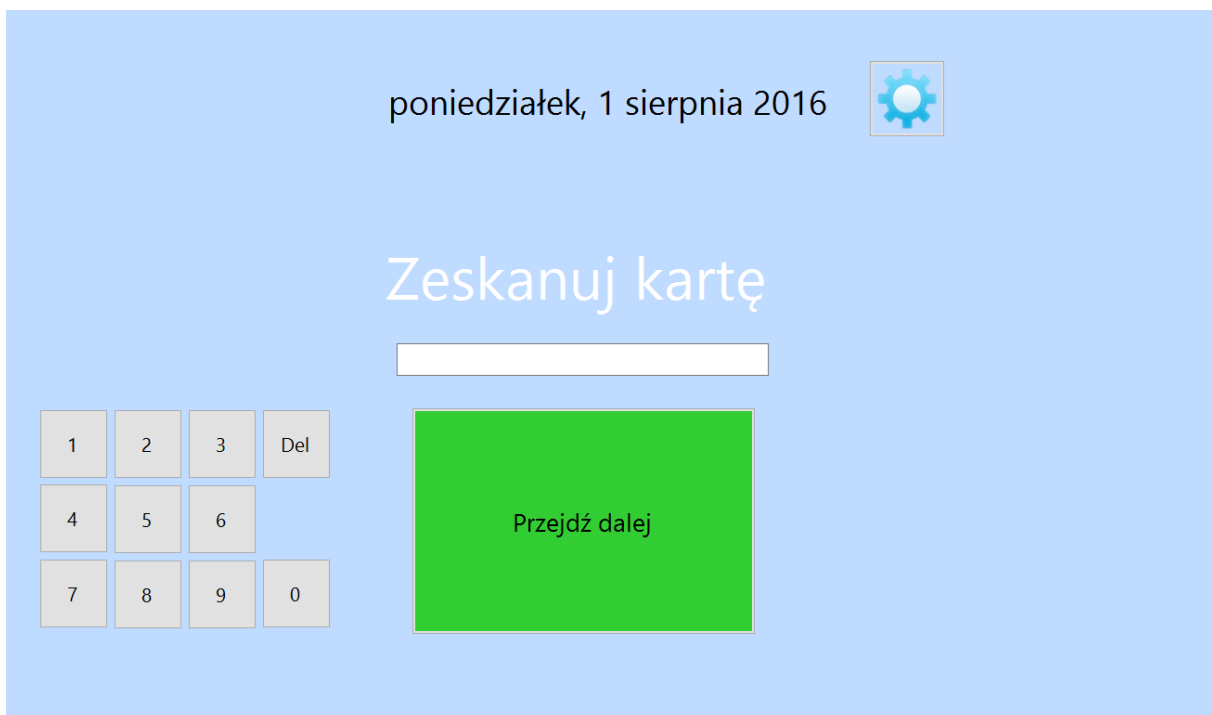 poniedziałek, 1 sierpnia 2016
Zeskanuj kartę
1 2 3 Del
4 5 6
7 8 9 0
Przejdź dalej